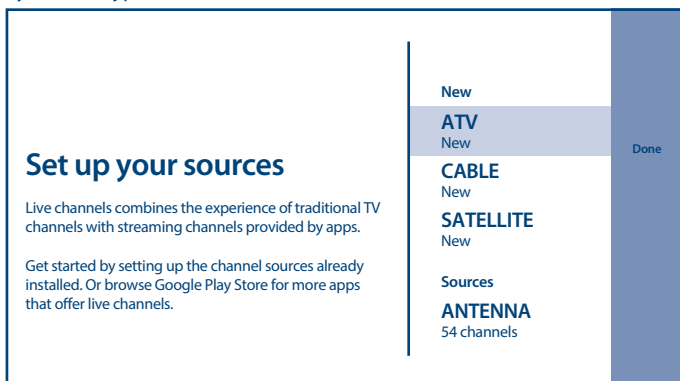 Set up your sources
Live channels combines the experience of traditional TV
channels with streaming channels provided by apps.
Get started by setting up the channel sources already
installed. Or browse Google Play Store for more apps
that offer live channels.
New
ATV
New
CABLE
New
SATELLITE
New
Sources
ANTENNA
54 channels
Done